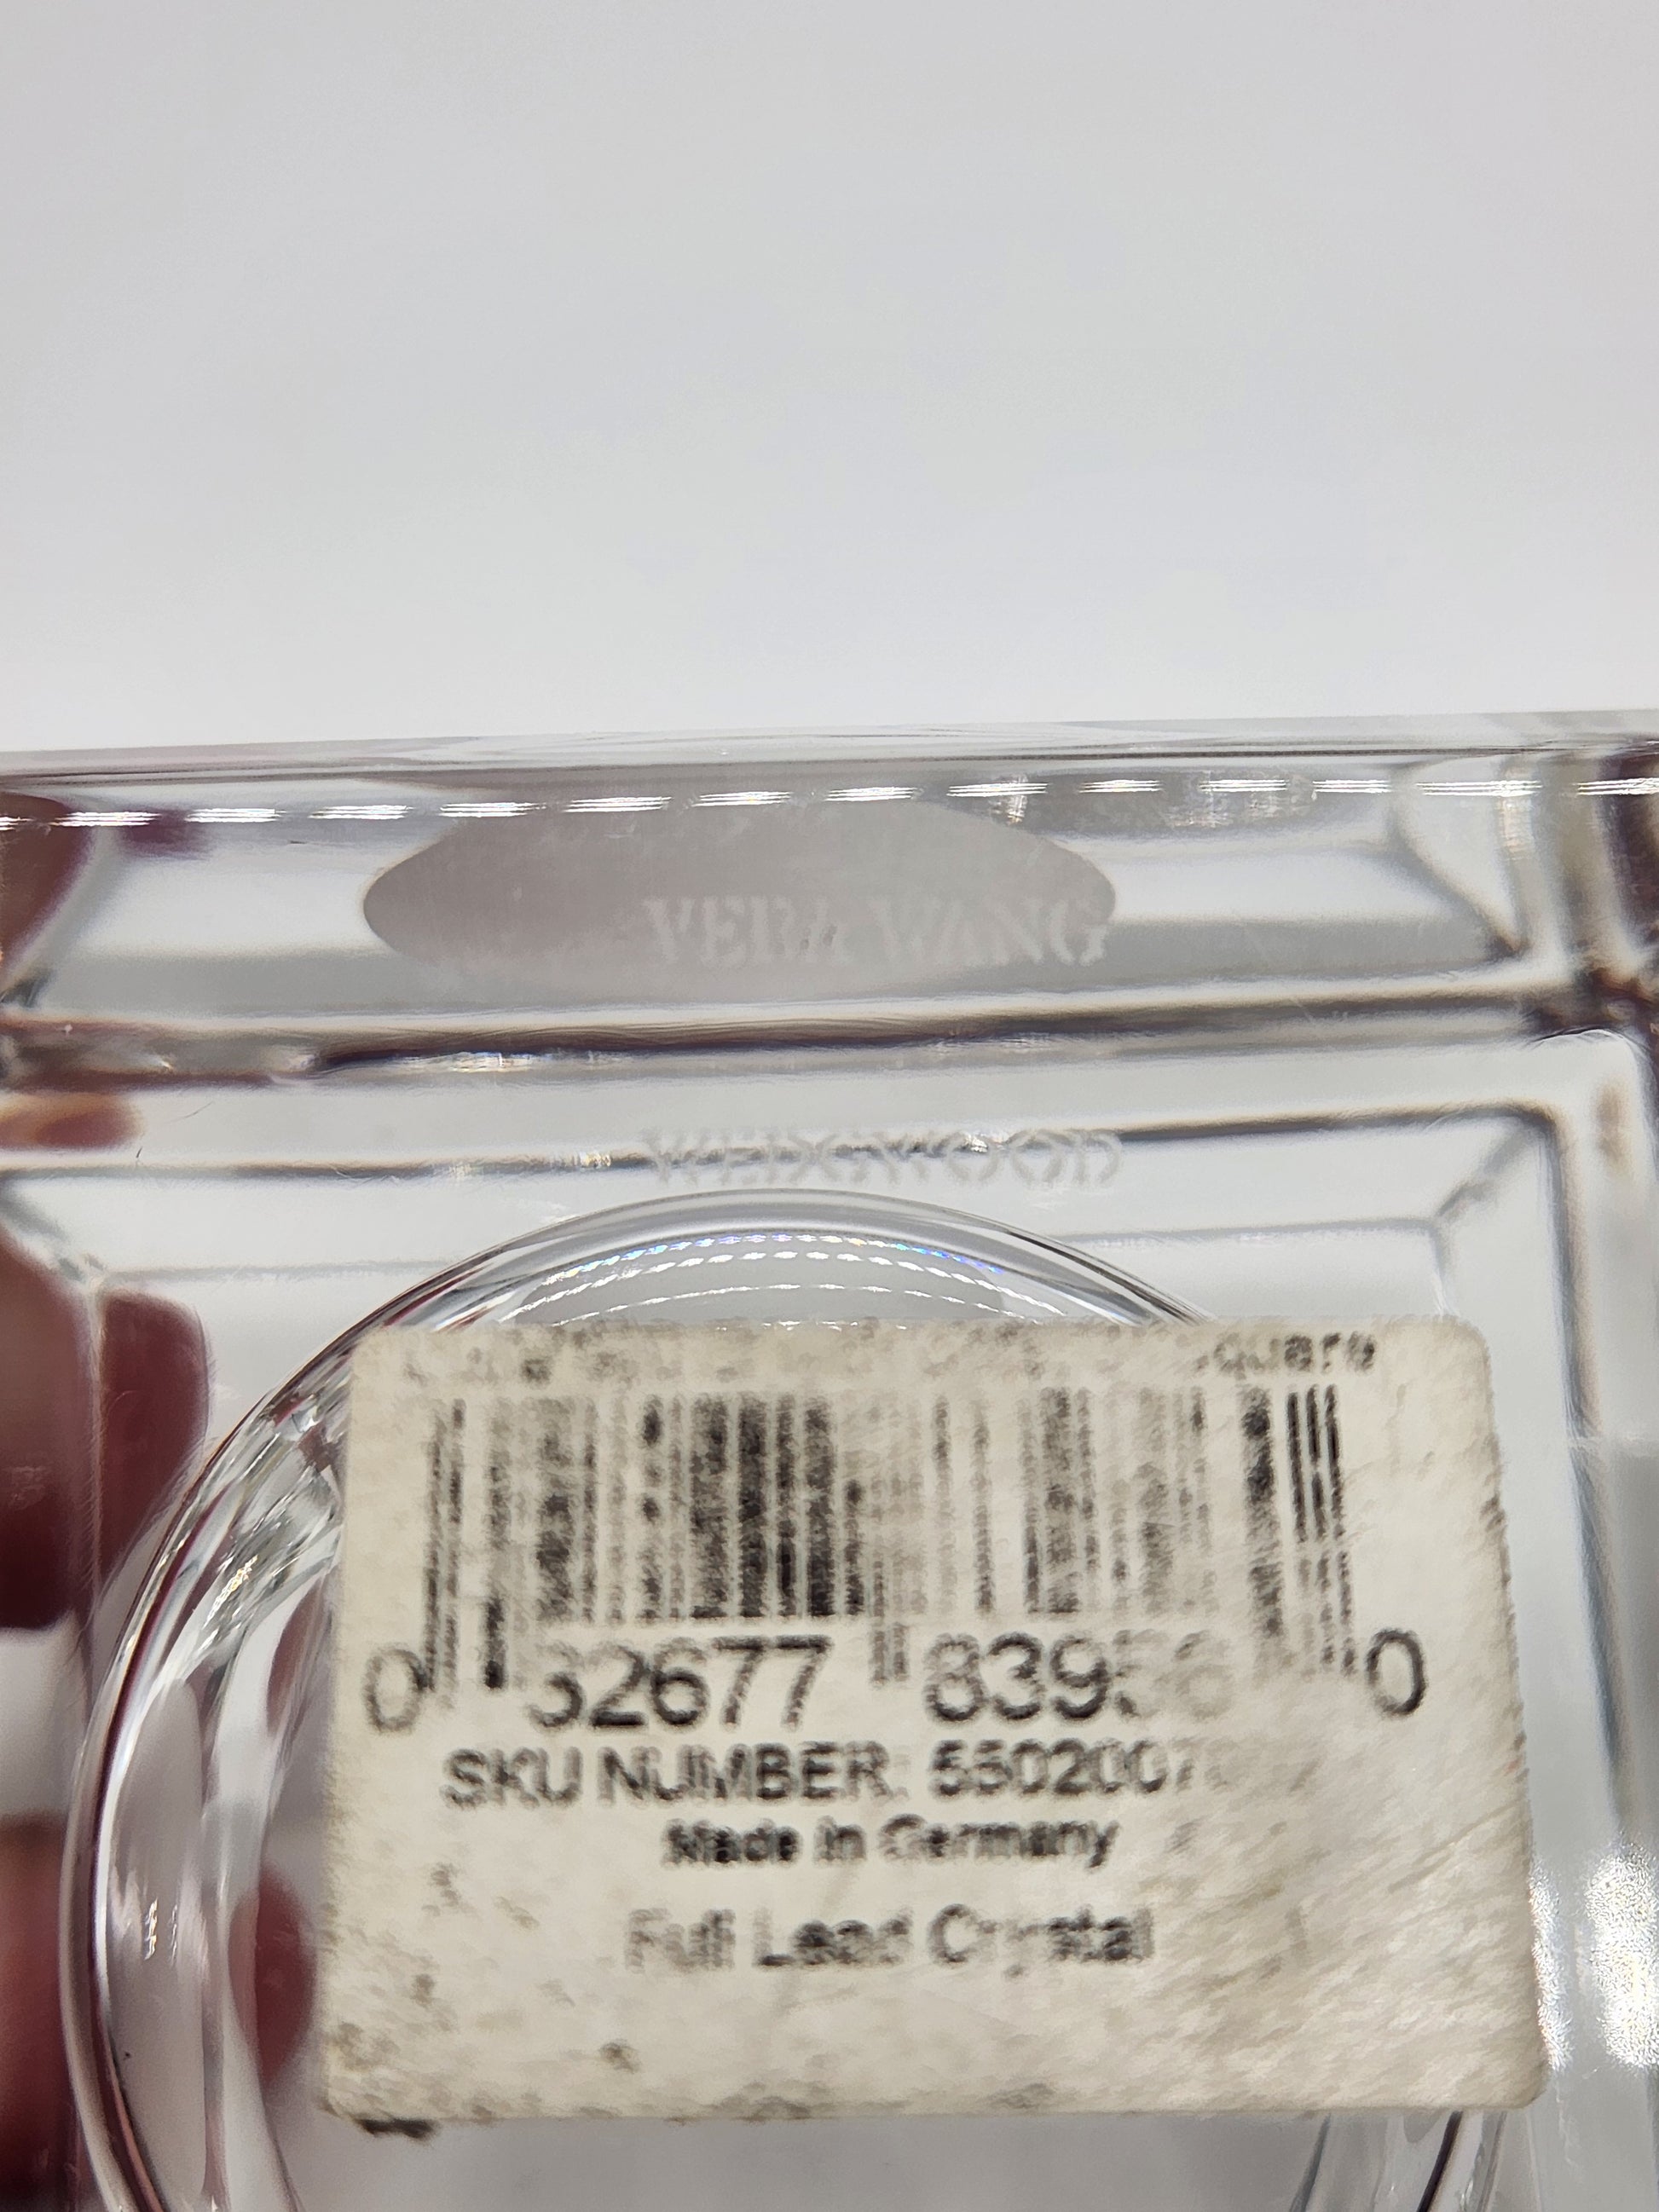 VERA WANG
WEDGWOOD
0 32677 0
SKU NUMBER:
Made in Germany
Full Lead Crystal